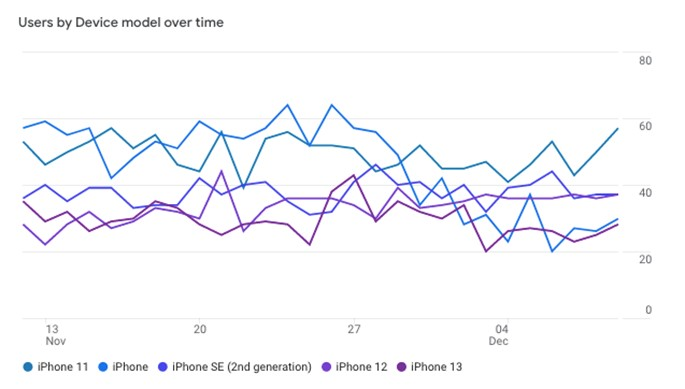 Users by Device model over time
80
60
40
20
0
13
Nov
20
27
04
Dec
iPhone 11
iPhone
iPhone SE (2nd generation)
iPhone 12
iPhone 13